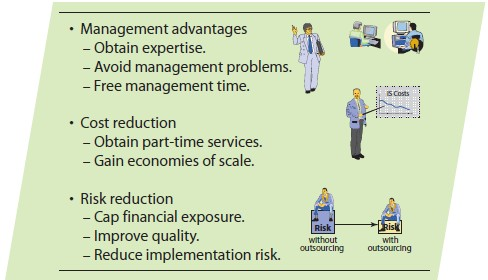 • Management advantages
– Obtain expertise.
– Avoid management problems.
– Free management time.
IS Costs
• Cost reduction
– Obtain part-time services.
– Gain economies of scale.
• Risk reduction
– Cap financial exposure.
– Improve quality.
– Reduce implementation risk.
Risk
without
outsourcing
Risk
with
outsourcing